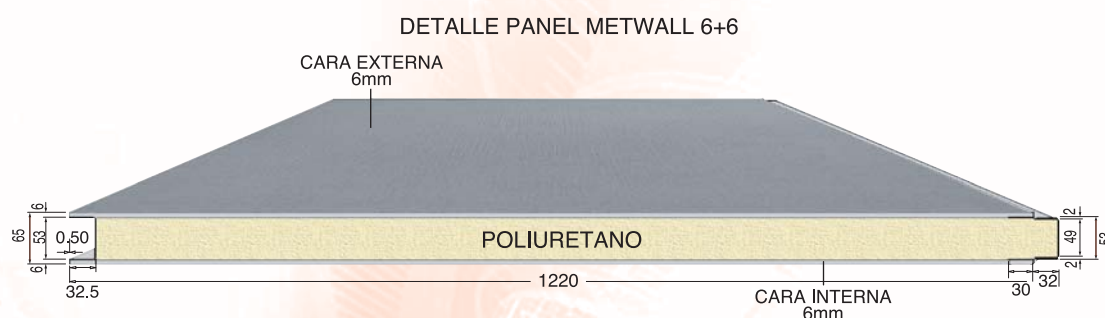 DETALLE PANEL METWALL 6+6
CARA EXTERNA
6mm
6
65
53
0.50
6
POLIURETANO
2
49
53
2
32.5
1220
30
32
CARA INTERNA
6mm